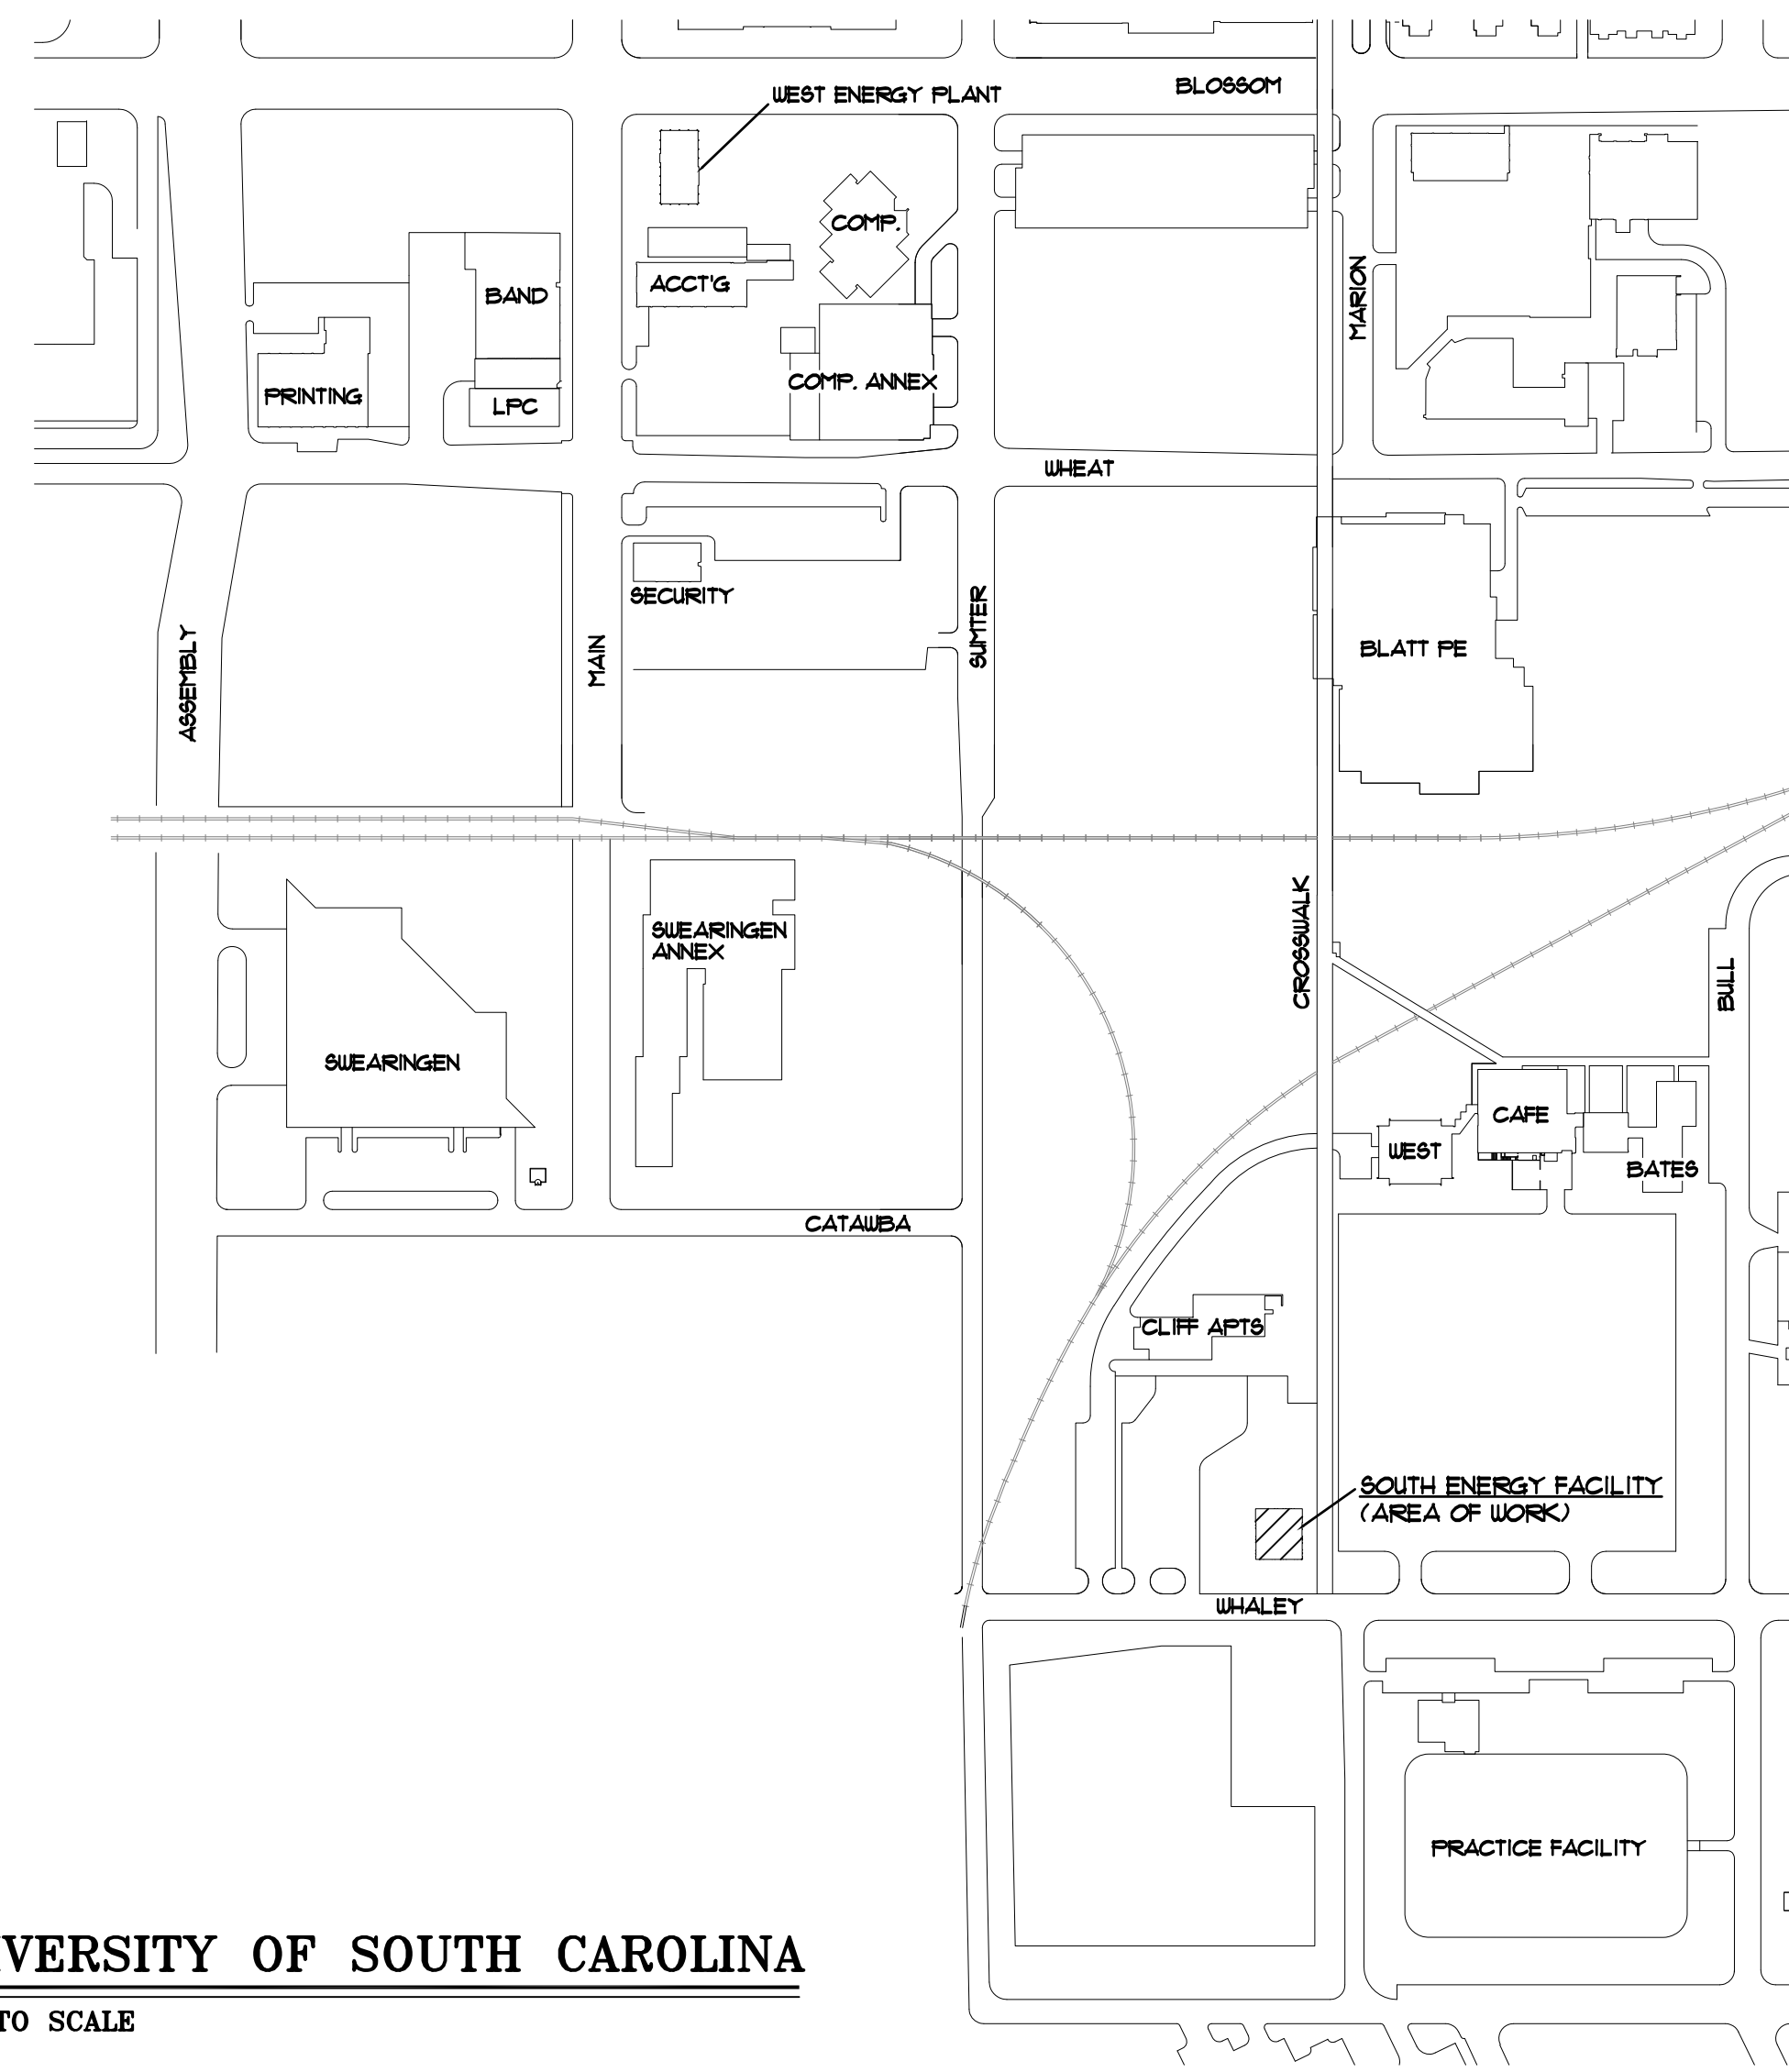 BLOSSOM
WEST ENERGY PLANT
COMP.
ACCT'G
BAND
MARION
COMP. ANNEX
PRINTING
LPC
WHEAT
SECURITY
SUMTER
BLATT PE
MAIN
ASSEMBLY
SWEARINGEN
ANNEX
CROSSWALK
BULL
SWEARINGEN
CAFE
WEST
BATES
CATAWBA
CLIFF APTS
SOUTH ENERGY FACILITY
(AREA OF WORK)
WHALEY
PRACTICE FACILITY
VERSITY OF SOUTH CAROLINA
TO SCALE